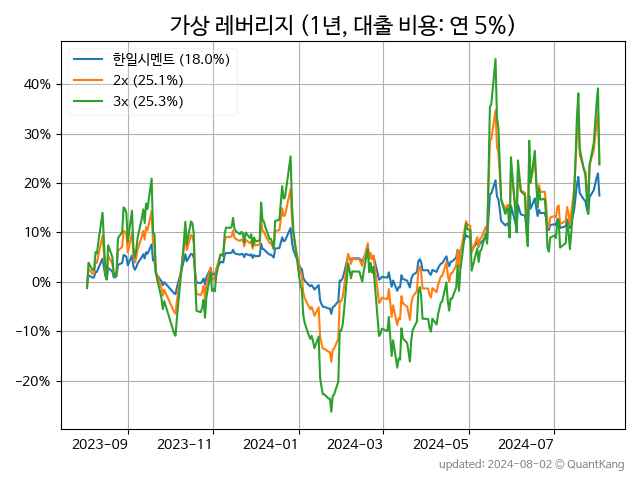 가상 레버리지 (1년, 대출 비용: 연 5%)
한일시멘트 (18.0%)
2x (25.1%)
3x (25.3%)
40%
30%
20%
10%
0%
−10%
−20%
2023-09
2023-11
2024-01
2024-03
2024-05
2024-07
updated: 2024-08-02 © QuantKang